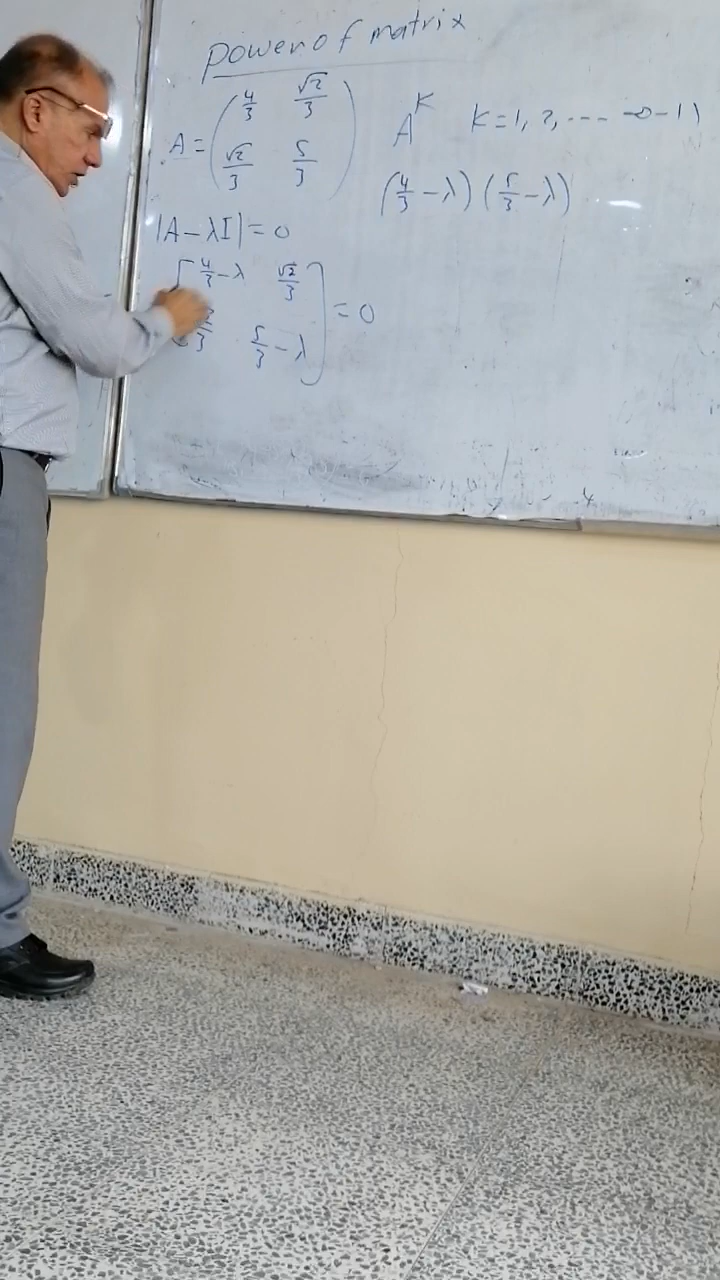 Power of matrix
A = ( 4/3 √2/3
√2/3 5/3 )
A^K K=1, 2, ----
|A - λI| = 0
(4/3 - λ) (5/3 - λ)
[ 4/3 - λ √2/3
/3 5/3 - λ ] = 0